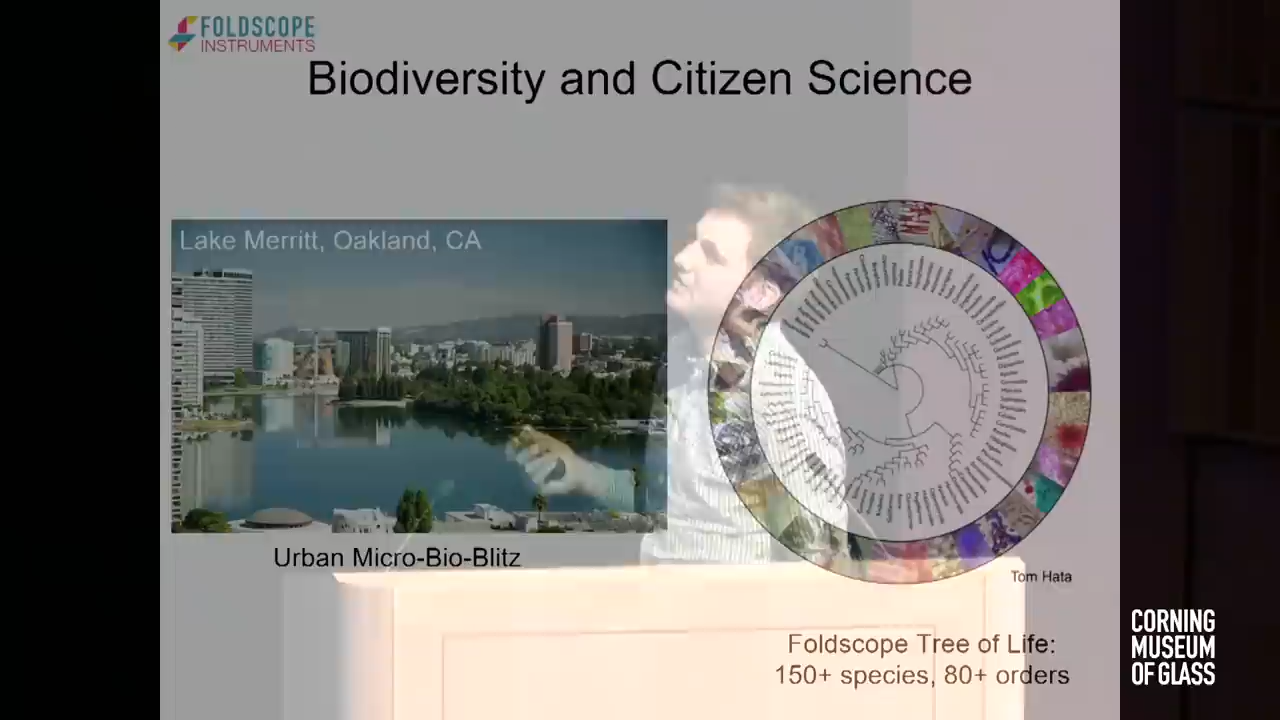 FOLDSCOPE
INSTRUMENTS
Biodiversity and Citizen Science
Lake Merritt, Oakland, CA
Urban Micro-Bio-Blitz
Tom Hata
Foldscope Tree of Life:
150+ species, 80+ orders
CORNING
MUSEUM
OF GLASS